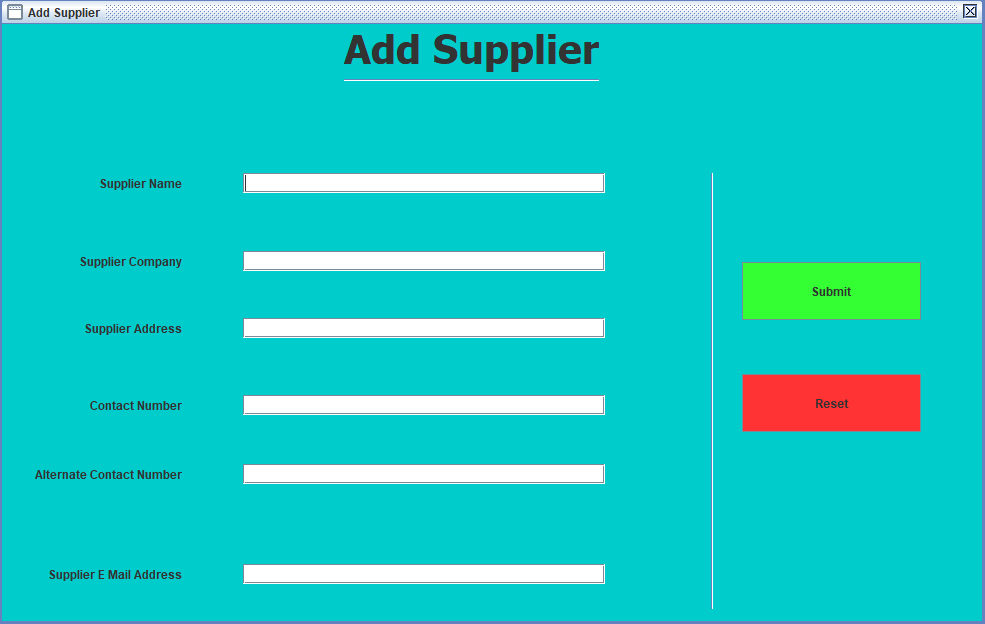 Add Supplier
Add Supplier
Supplier Name
Supplier Company
Submit
Supplier Address
Reset
Contact Number
Alternate Contact Number
Supplier E Mail Address